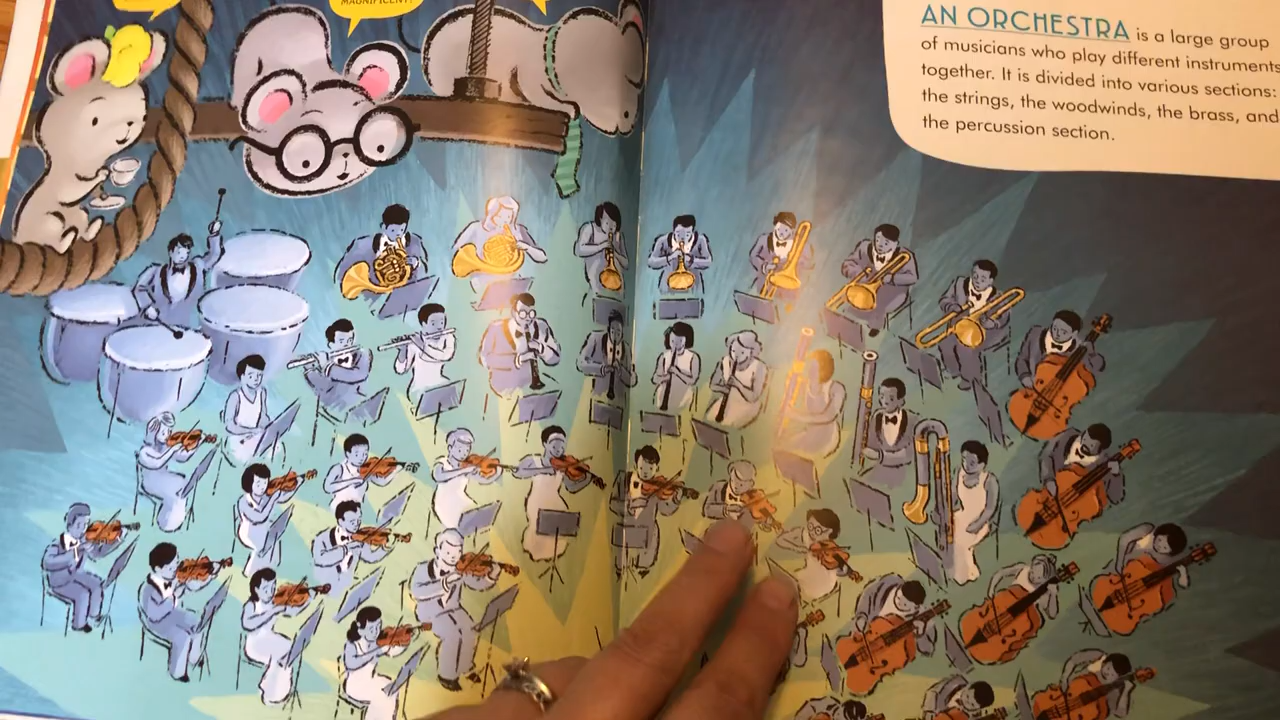 MAGNIFICENT!
AN ORCHESTRA is a large group
of musicians who play different instruments
together. It is divided into various sections:
the strings, the woodwinds, the brass, and
the percussion section.